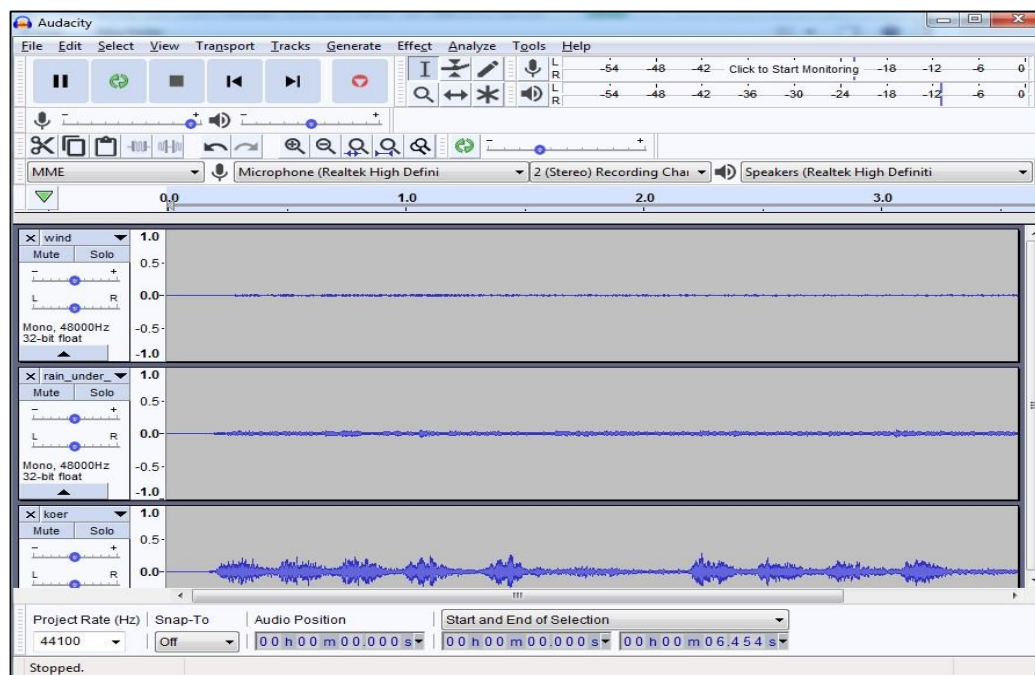 Audacity
File Edit Select View Transport Tracks Generate Effect Analyze Tools Help
L R -54 -48 -42 Click to Start Monitoring -18 -12 -6 0
L R -54 -48 -42 -36 -30 -24 -18 -12 -6 0
- + - +
- +
MME Microphone (Realtek High Defini 2 (Stereo) Recording Chai Speakers (Realtek High Definiti
0.0 1.0 2.0 3.0
x wind 1.0
Mute Solo
- + 0.5
L R 0.0
Mono, 48000Hz -0.5
32-bit float
-1.0
x rain_under_ 1.0
Mute Solo
- + 0.5
L R 0.0
Mono, 48000Hz -0.5
32-bit float
-1.0
x koer 1.0
Mute Solo
- + 0.5
L R 0.0
Project Rate (Hz) Snap-To Audio Position Start and End of Selection
44100 Off 00 h 00 m 00.000 s 00 h 00 m 00.000 s 00 h 00 m 06.454 s
Stopped.